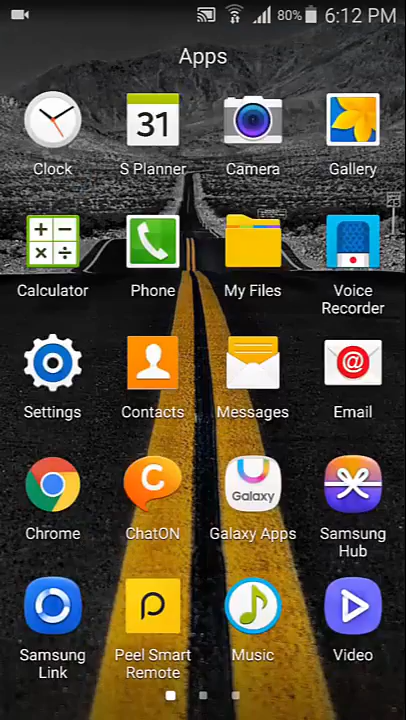 80% 6:12 PM
Apps
31
Clock S Planner Camera Gallery
Calculator Phone My Files Voice Recorder
Settings Contacts Messages Email
Galaxy
Chrome ChatON Galaxy Apps Samsung Hub
Samsung Link Peel Smart Remote Music Video